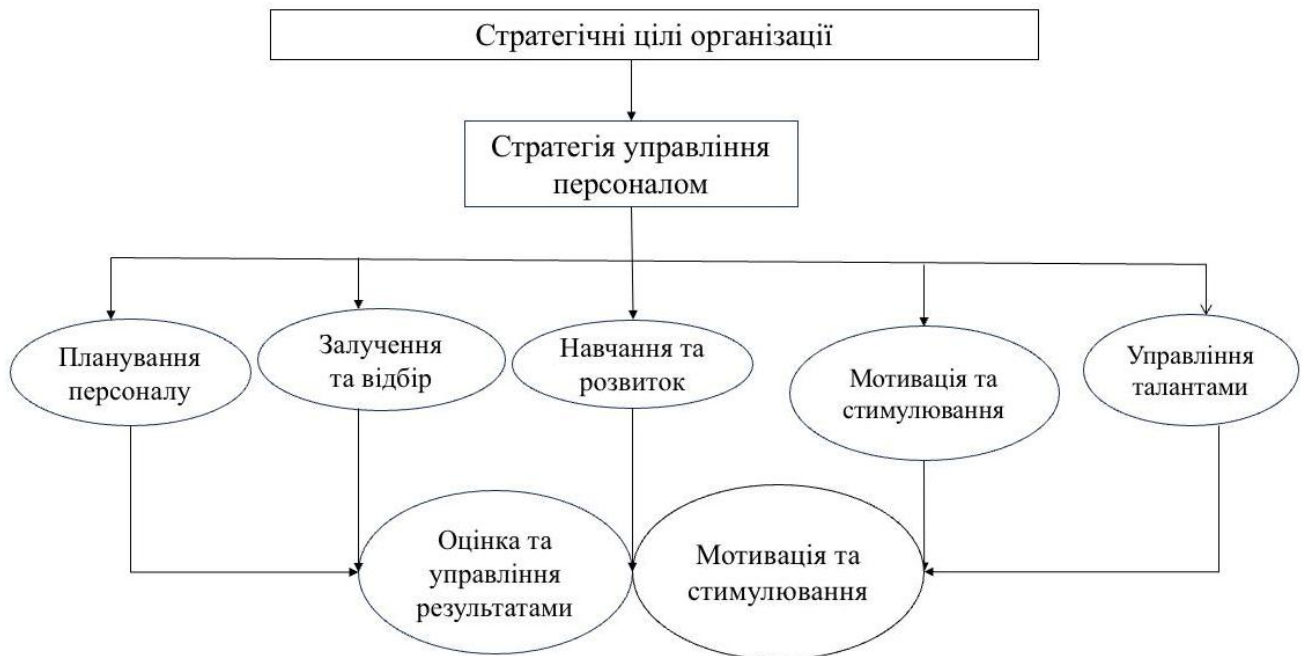 Стратегічні цілі організації
Стратегія управління
персоналом
Планування
персоналу
Залучення
та відбір
Навчання та
розвиток
Мотивація та
стимулювання
Управління
талантами
Оцінка та
управління
результатами
Мотивація та
стимулювання